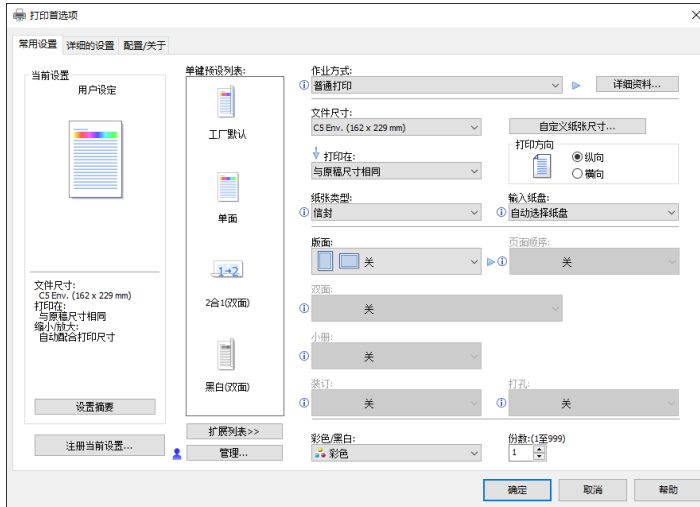 打印首选项
常用设置 详细的设置 配置/关于
当前设置
用户设定
文件尺寸:
C5 Env. (162 x 229 mm)
打印在:
与原稿尺寸相同
缩小/放大:
自动配合打印尺寸
设置摘要
注册当前设置...
单键预设列表:
工厂默认
单面
1→2
2合1(双面)
黑白(双面)
扩展列表>>
管理...
作业方式:
普通打印
详细资料...
文件尺寸:
C5 Env. (162 x 229 mm)
自定义纸张尺寸...
打印在:
与原稿尺寸相同
打印方向
纵向
横向
纸张类型:
信封
输入纸盘:
自动选择纸盘
版面:
关
页面顺序:
关
双面:
关
小册:
关
装订:
关
打孔:
关
彩色/黑白:
彩色
份数:(1至999)
1
确定 取消 帮助